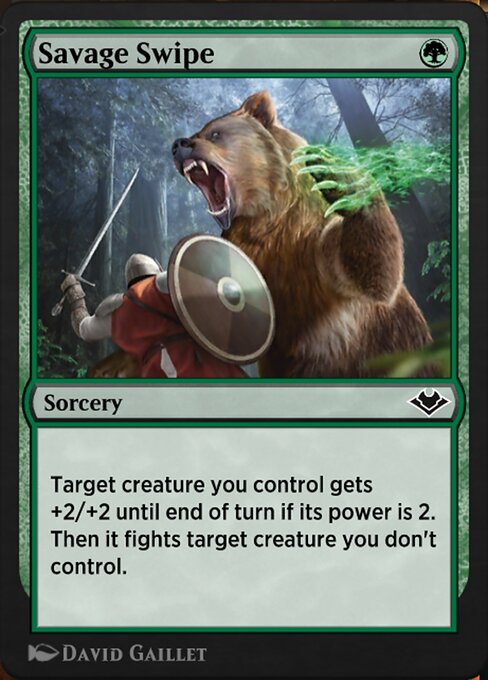 Savage Swipe
Sorcery
Target creature you control gets
+2/+2 until end of turn if its power is 2.
Then it fights target creature you don't
control.
David Gaillet